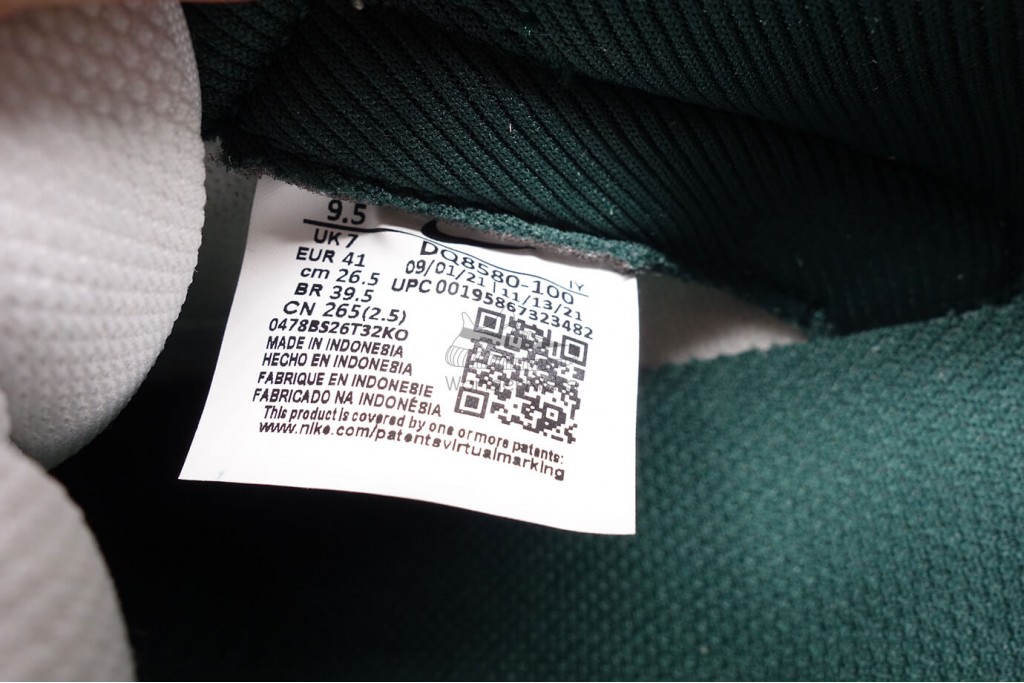 9.5
UK 7
EUR 41
cm 26.5
BR 39.5
CN 265(2.5)
DQ8580-100 IY
09/01/21 | 11/13/21
UPC 00195867323482
0478BS26T32KO
MADE IN INDONESIA
HECHO EN INDONESIA
FABRIQUE EN INDONESIE
FABRICADO NA INDONÉSIA
This product is covered by one or more patents:
www.nike.com/patentsvirtualmarking